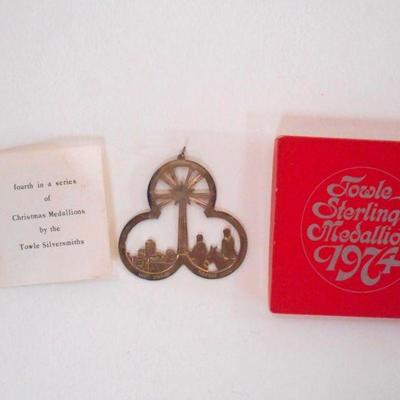 fourth in a series
of
Christmas Medallions
by the
Towle Silversmiths
Towle
Sterling
Medallion
1974